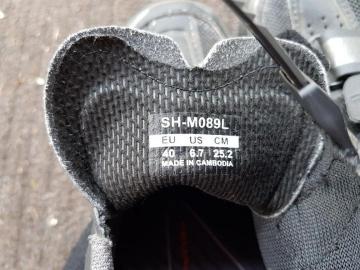 SH-M089L
EU US CM
40 6.7 25.2
MADE IN CAMBODIA